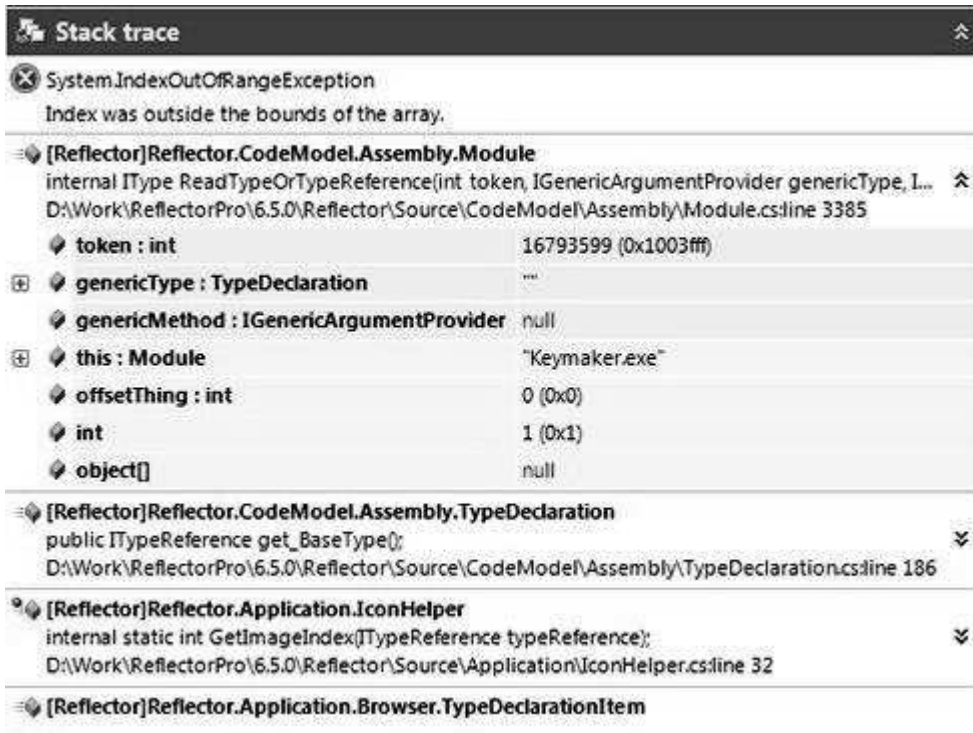 Stack trace
System.IndexOutOfRangeException
Index was outside the bounds of the array.
[Reflector]Reflector.CodeModel.Assembly.Module
internal IType ReadTypeOrTypeReference(int token, IGenericArgumentProvider genericType, I...
D:\Work\ReflectorPro\6.5.0\Reflector\Source\CodeModel\Assembly\Module.cs:line 3385
token : int 16793599 (0x1003fff)
genericType : TypeDeclaration ""
genericMethod : IGenericArgumentProvider null
this : Module "Keymaker.exe"
offsetThing : int 0 (0x0)
int 1 (0x1)
object[] null
[Reflector]Reflector.CodeModel.Assembly.TypeDeclaration
public ITypeReference get_BaseType();
D:\Work\ReflectorPro\6.5.0\Reflector\Source\CodeModel\Assembly\TypeDeclaration.cs:line 186
[Reflector]Reflector.Application.IconHelper
internal static int GetImageIndex(ITypeReference typeReference);
D:\Work\ReflectorPro\6.5.0\Reflector\Source\Application\IconHelper.cs:line 32
[Reflector]Reflector.Application.Browser.TypeDeclarationItem